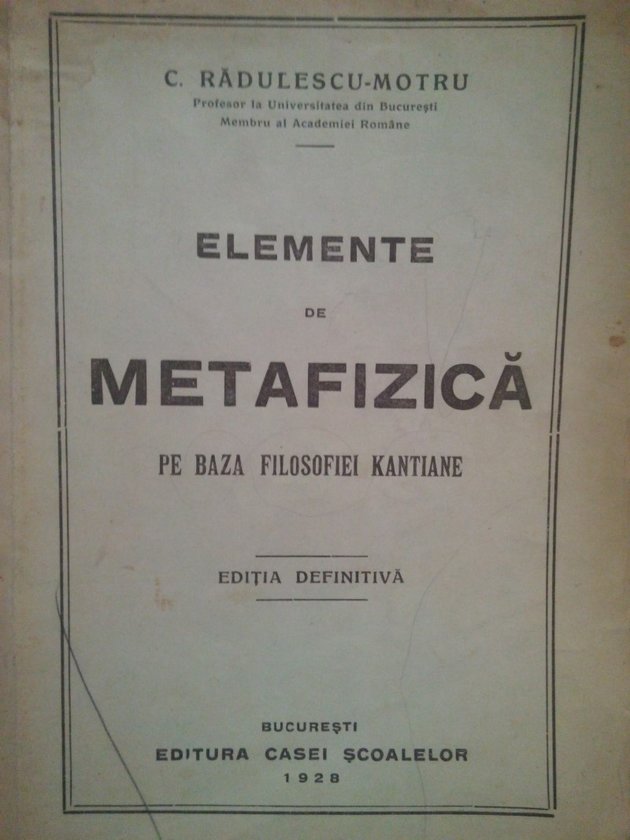 C. RĂDULESCU-MOTRU
Profesor la Universitatea din Bucureşti
Membru al Academiei Române
ELEMENTE
DE
METAFIZICĂ
PE BAZA FILOSOFIEI KANTIANE
EDIŢIA DEFINITIVĂ
BUCUREŞTI
EDITURA CASEI ŞCOALELOR
1928